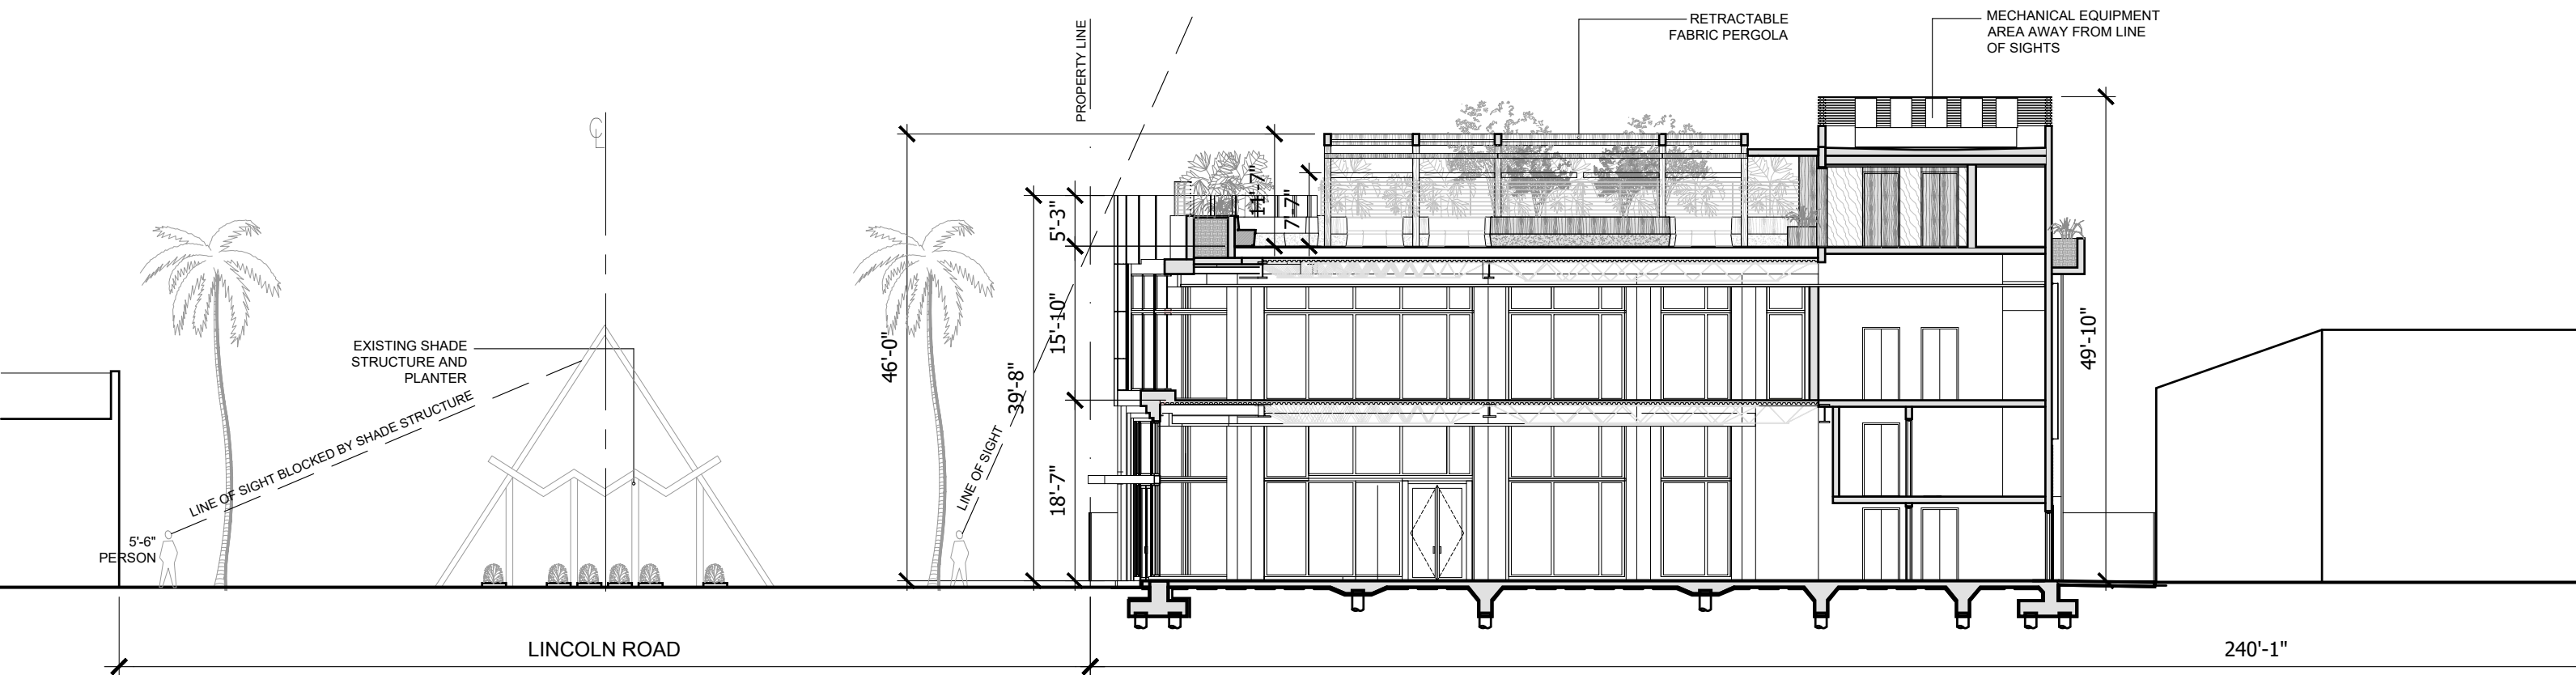 PROPERTY LINE
RETRACTABLE
FABRIC PERGOLA
MECHANICAL EQUIPMENT
AREA AWAY FROM LINE
OF SIGHTS
CL
11'-7"
7'-7"
5'-3"
15'-10"
46'-0"
39'-8"
49'-10"
EXISTING SHADE
STRUCTURE AND
PLANTER
LINE OF SIGHT BLOCKED BY SHADE STRUCTURE
LINE OF SIGHT
18'-7"
5'-6"
PERSON
LINCOLN ROAD
240'-1"